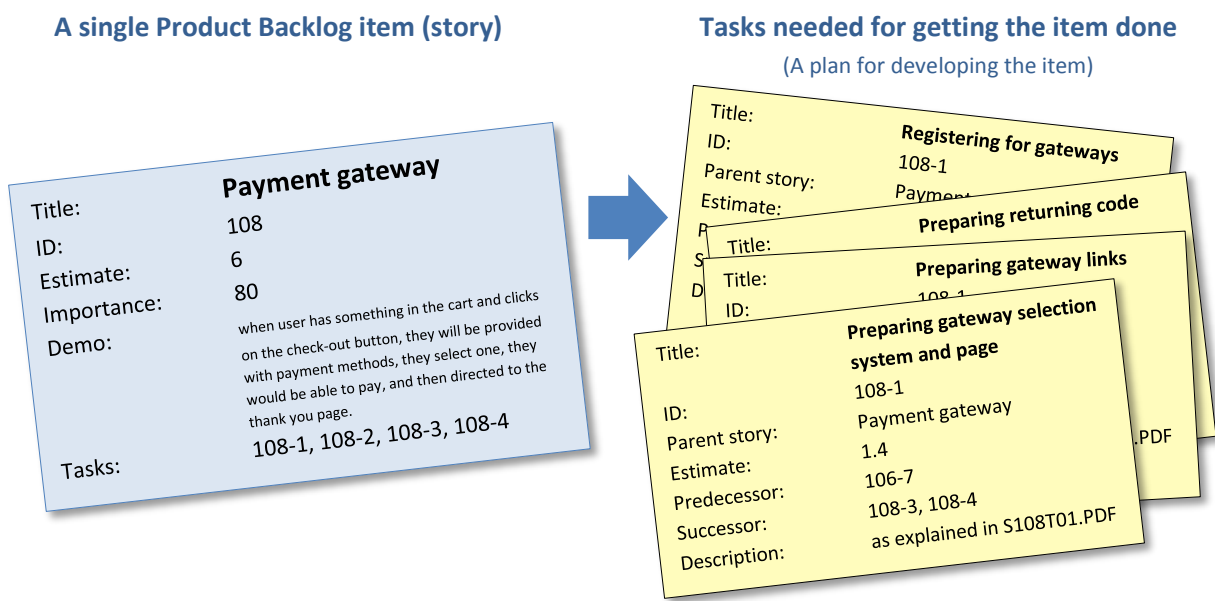 A single Product Backlog item (story)
Title: Payment gateway
ID: 108
Estimate: 6
Importance: 80
Demo: when user has something in the cart and clicks
on the check-out button, they will be provided
with payment methods, they select one, they
would be able to pay, and then directed to the
thank you page.
Tasks: 108-1, 108-2, 108-3, 108-4
Tasks needed for getting the item done
(A plan for developing the item)
Title: Registering for gateways
ID: 108-1
Parent story: Payment
Estimate:
P
S
D
Title: Preparing returning code
Title: Preparing gateway links
ID: 108-1
.PDF
Title: Preparing gateway selection
system and page
ID: 108-1
Parent story: Payment gateway
Estimate: 1.4
Predecessor: 106-7
Successor: 108-3, 108-4
Description: as explained in S108T01.PDF